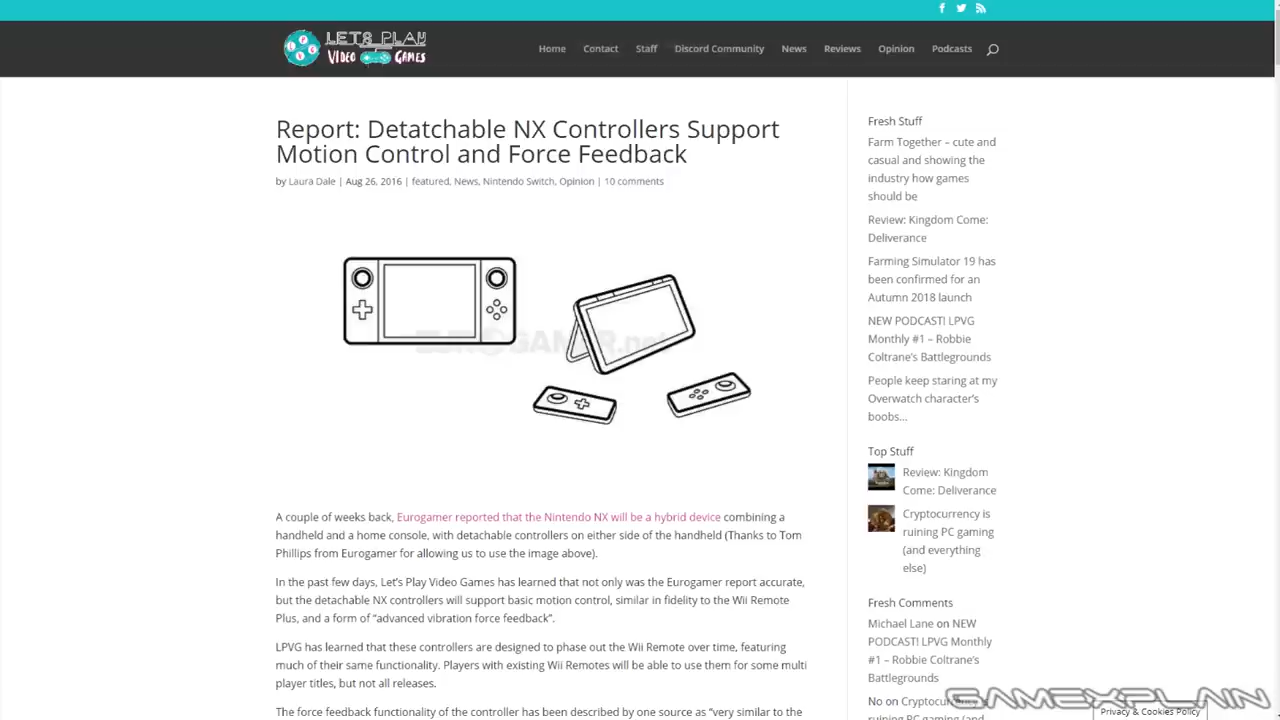 LETS PLAY
VIDEO GAMES
Home Contact Staff Discord Community News Reviews Opinion Podcasts
Report: Detatchable NX Controllers Support
Motion Control and Force Feedback
by Laura Dale | Aug 26, 2016 | featured, News, Nintendo Switch, Opinion | 10 comments
EUROGAMER.net
A couple of weeks back, Eurogamer reported that the Nintendo NX will be a hybrid device combining a
handheld and a home console, with detachable controllers on either side of the handheld (Thanks to Tom
Phillips from Eurogamer for allowing us to use the image above).
In the past few days, Let's Play Video Games has learned that not only was the Eurogamer report accurate,
but the detachable NX controllers will support basic motion control, similar in fidelity to the Wii Remote
Plus, and a form of “advanced vibration force feedback”.
LPVG has learned that these controllers are designed to phase out the Wii Remote over time, featuring
much of their same functionality. Players with existing Wii Remotes will be able to use them for some multi
player titles, but not all releases.
The force feedback functionality of the controller has been described by one source as “very similar to the
Fresh Stuff
Farm Together – cute and
casual and showing the
industry how games
should be
Review: Kingdom Come:
Deliverance
Farming Simulator 19 has
been confirmed for an
Autumn 2018 launch
NEW PODCAST! LPVG
Monthly #1 – Robbie
Coltrane's Battlegrounds
People keep staring at my
Overwatch character's
boobs...
Top Stuff
Review: Kingdom
Come: Deliverance
Cryptocurrency is
ruining PC gaming
(and everything
else)
Fresh Comments
Michael Lane on NEW
PODCAST! LPVG Monthly
#1 – Robbie Coltrane's
Battlegrounds
No on Cryptocurrency is
ruining PC gaming (and
GAMEXPLAIN
Privacy & Cookies Policy